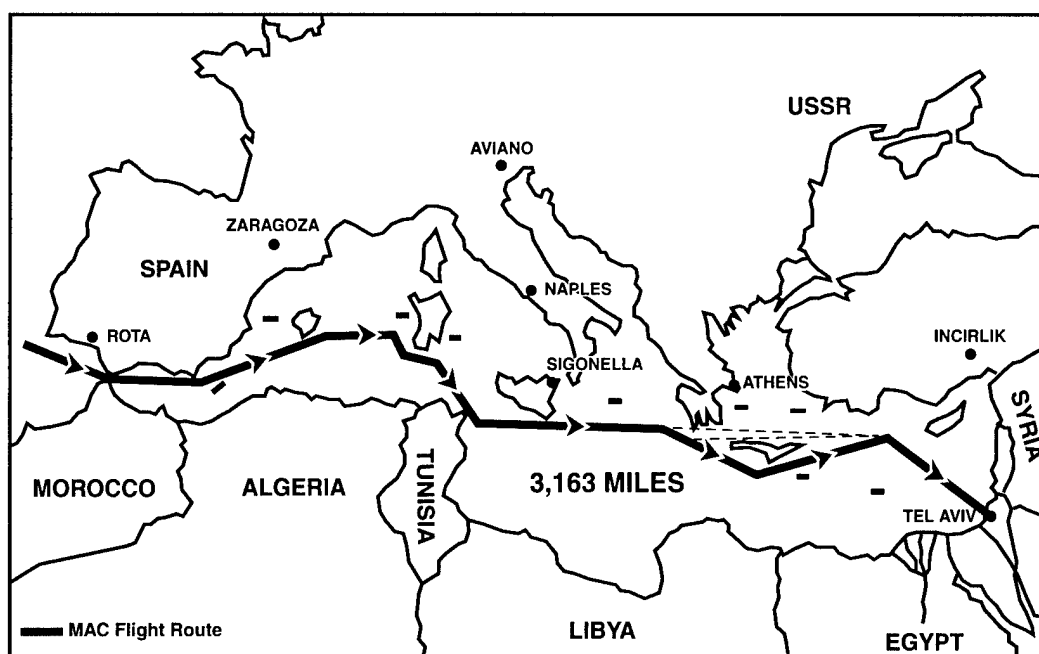 USSR
AVIANO
ZARAGOZA
SPAIN
NAPLES
ROTA
INCIRLIK
SIGONELLA
ATHENS
SYRIA
MOROCCO
ALGERIA
TUNISIA
3,163 MILES
TEL AVIV
MAC Flight Route
LIBYA
EGYPT